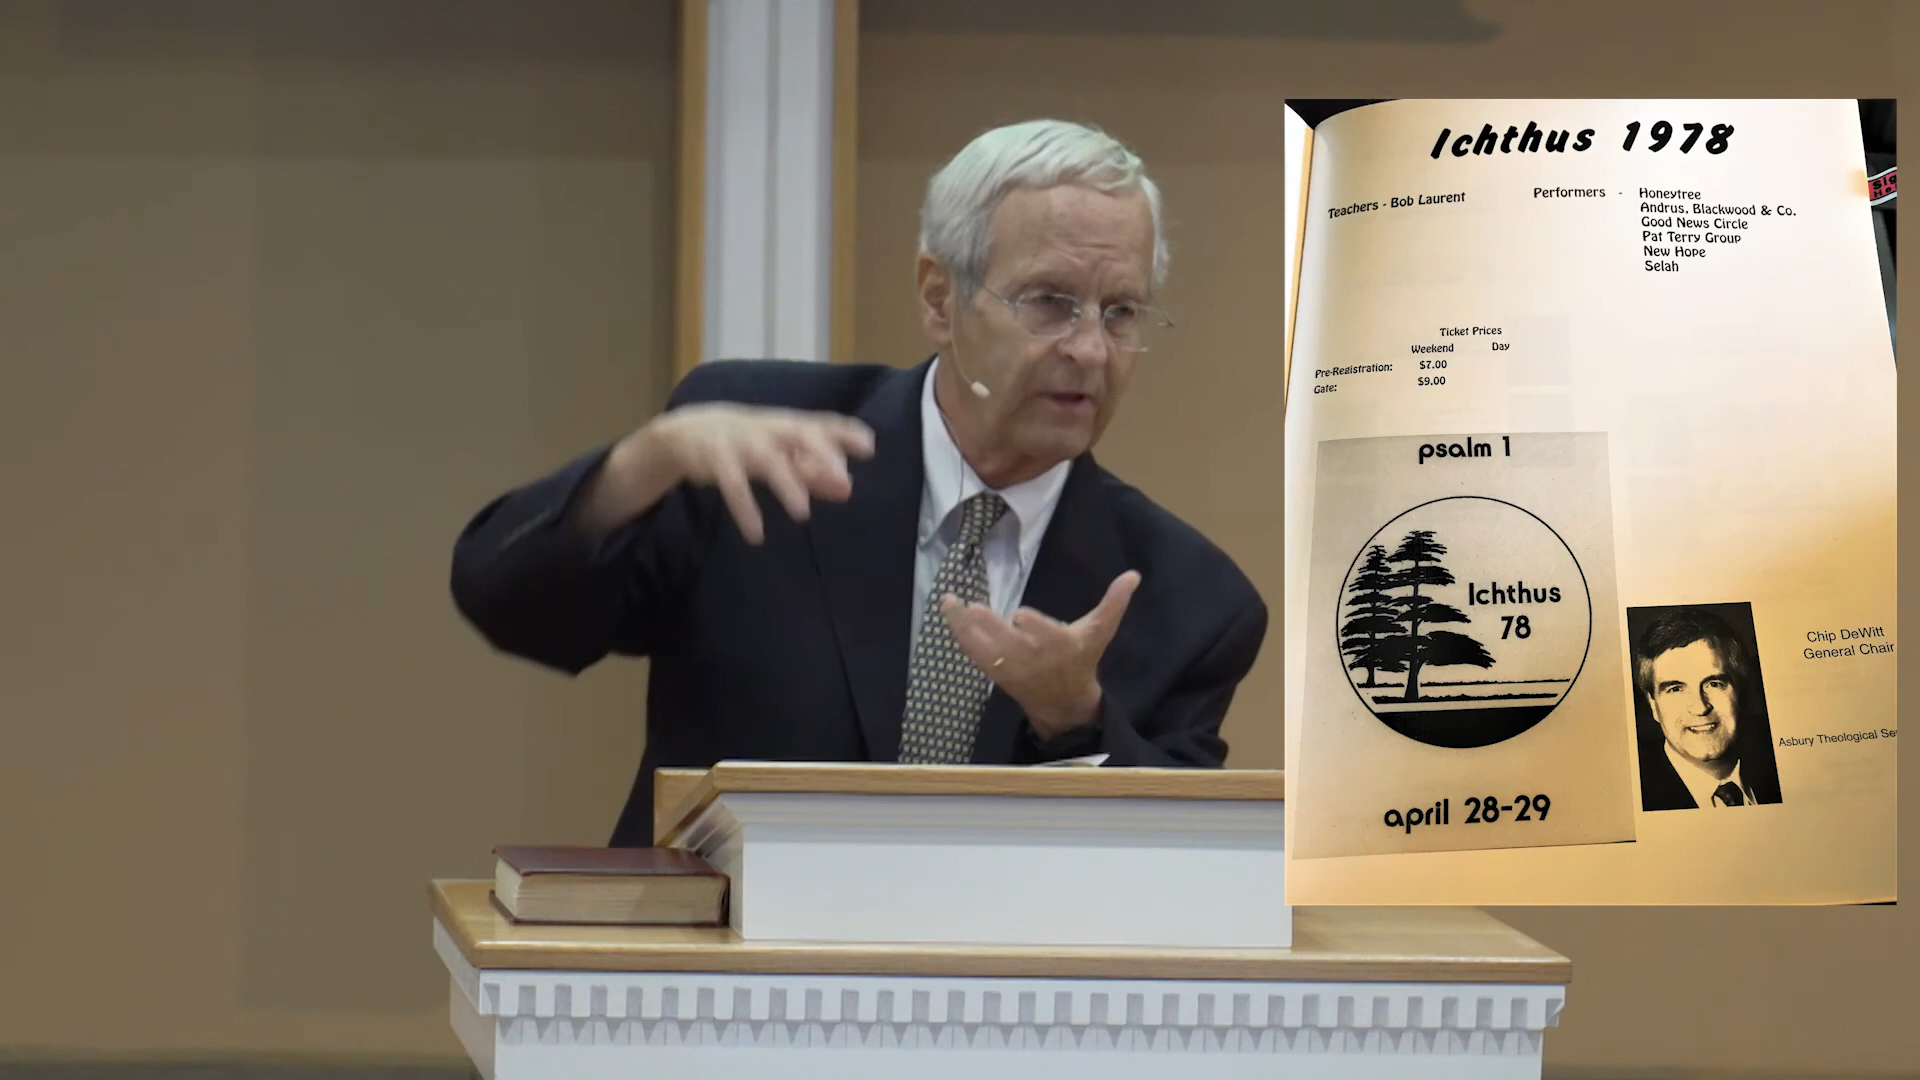 Ichthus 1978
Teachers - Bob Laurent
Performers - Honeytree
Andrus, Blackwood & Co.
Good News Circle
Pat Terry Group
New Hope
Selah
Ticket Prices
Weekend Day
Pre-Registration: $7.00
Gate: $9.00
psalm 1
Ichthus
78
april 28-29
Chip DeWitt
General Chair
Asbury Theological